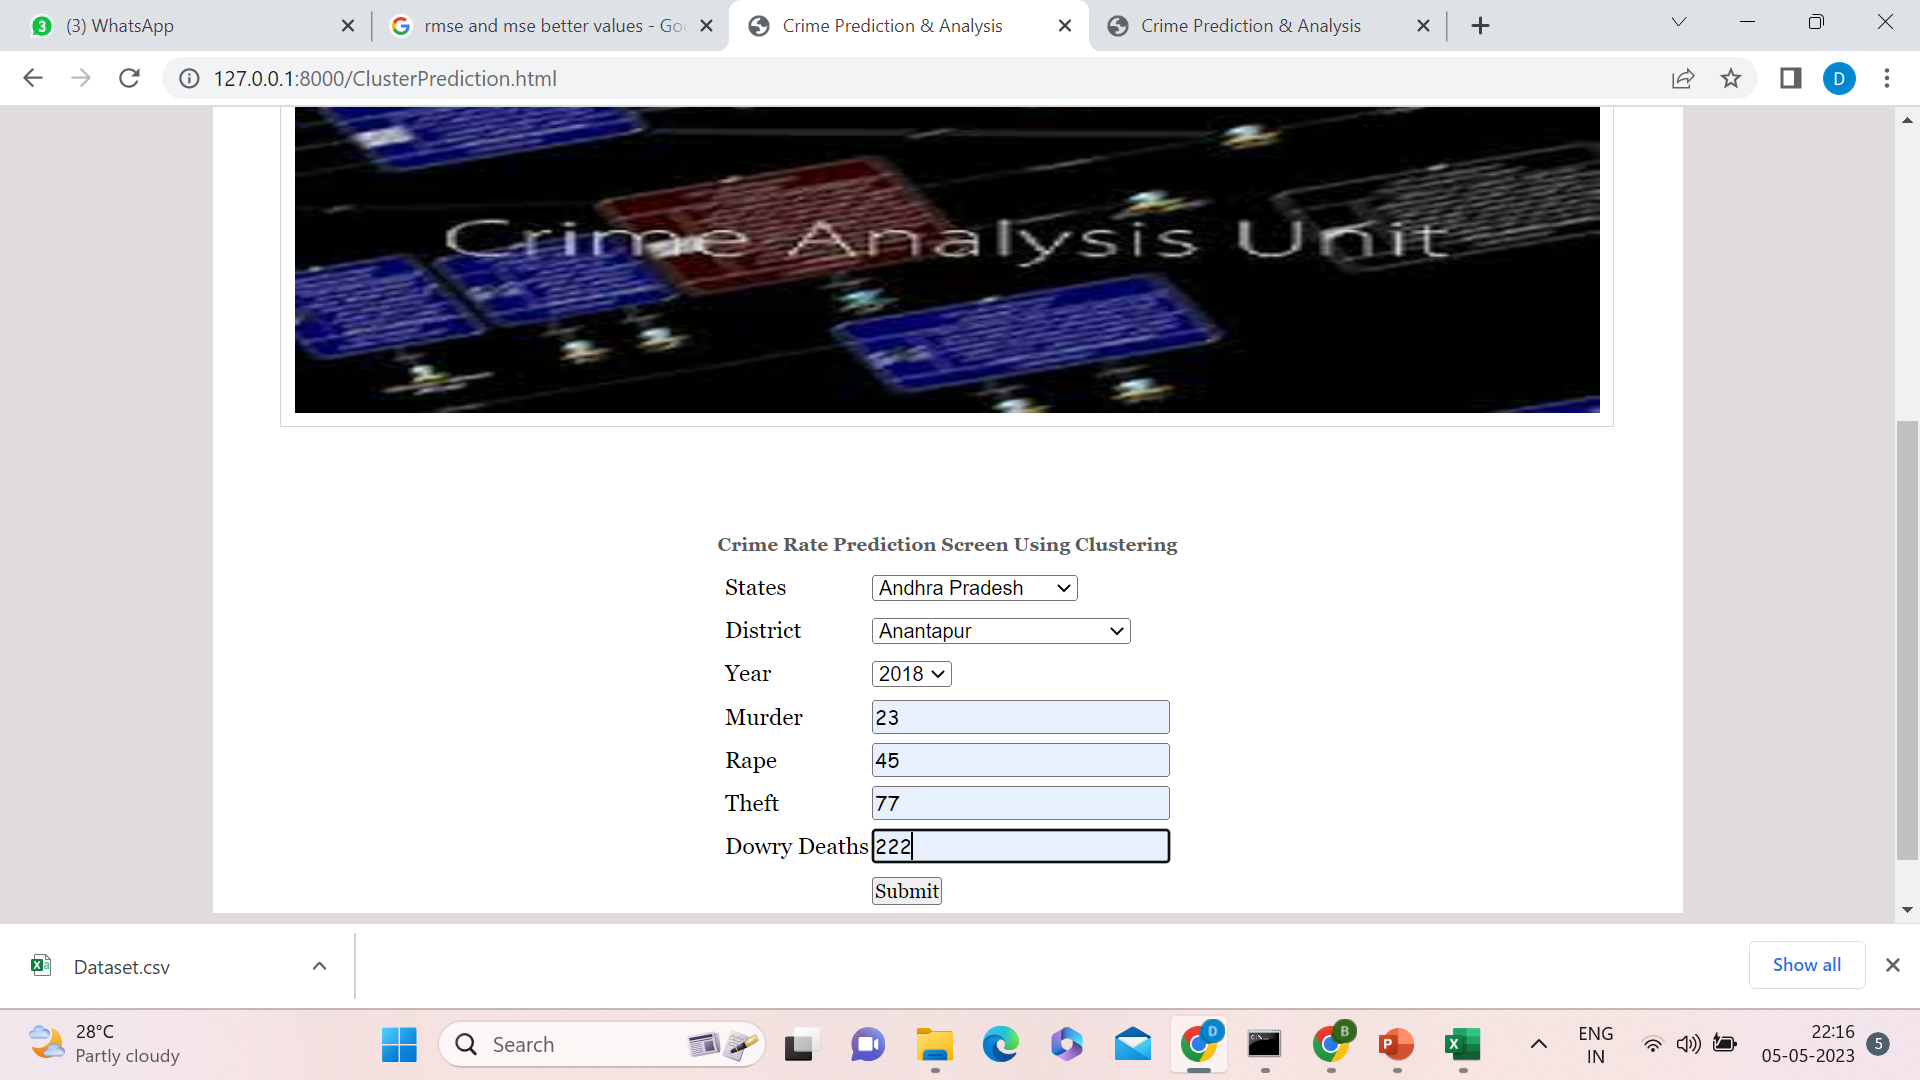 (3) WhatsApp
rmse and mse better values - Goo
Crime Prediction & Analysis
Crime Prediction & Analysis
127.0.0.1:8000/ClusterPrediction.html
D
Crime Analysis Unit
Crime Rate Prediction Screen Using Clustering
States Andhra Pradesh
District Anantapur
Year 2018
Murder 23
Rape 45
Theft 77
Dowry Deaths 222
Submit
Dataset.csv
Show all
28°C
Partly cloudy
Search
ENG
IN
22:16
05-05-2023
5